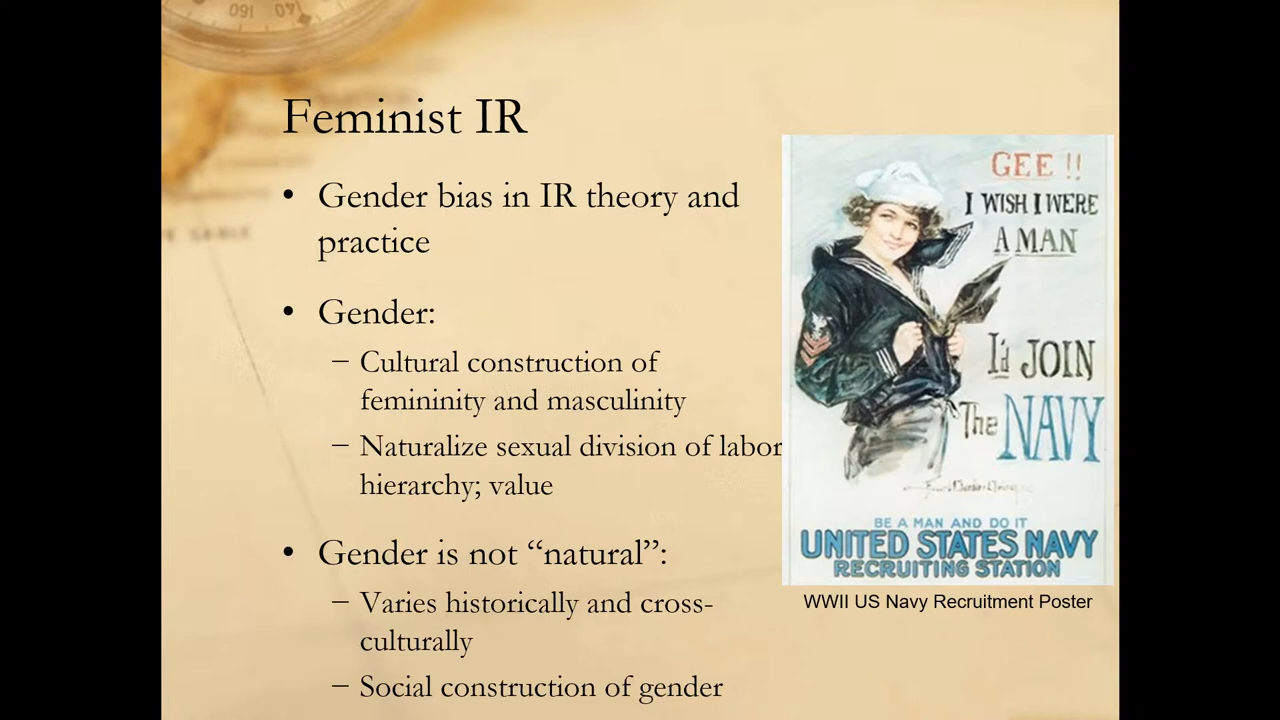 Feminist IR
• Gender bias in IR theory and
practice
• Gender:
– Cultural construction of
femininity and masculinity
– Naturalize sexual division of labor
hierarchy; value
• Gender is not “natural”:
– Varies historically and cross-
culturally
– Social construction of gender
GEE !!
I WISH I WERE
A MAN
I'd JOIN
The NAVY
BE A MAN AND DO IT
UNITED STATES NAVY
RECRUITING STATION
WWII US Navy Recruitment Poster